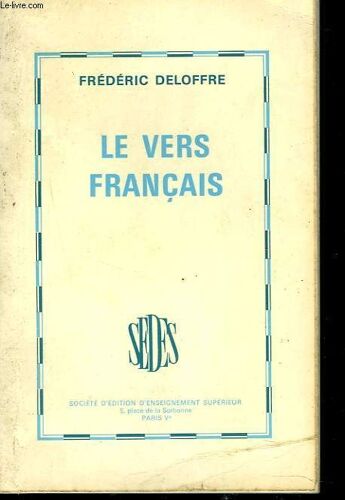 Le-livre.com
FRÉDÉRIC DELOFFRE
LE VERS
FRANÇAIS
SEDES
SOCIÉTÉ D'ÉDITION D'ENSEIGNEMENT SUPÉRIEUR
5, place de la Sorbonne
PARIS Ve